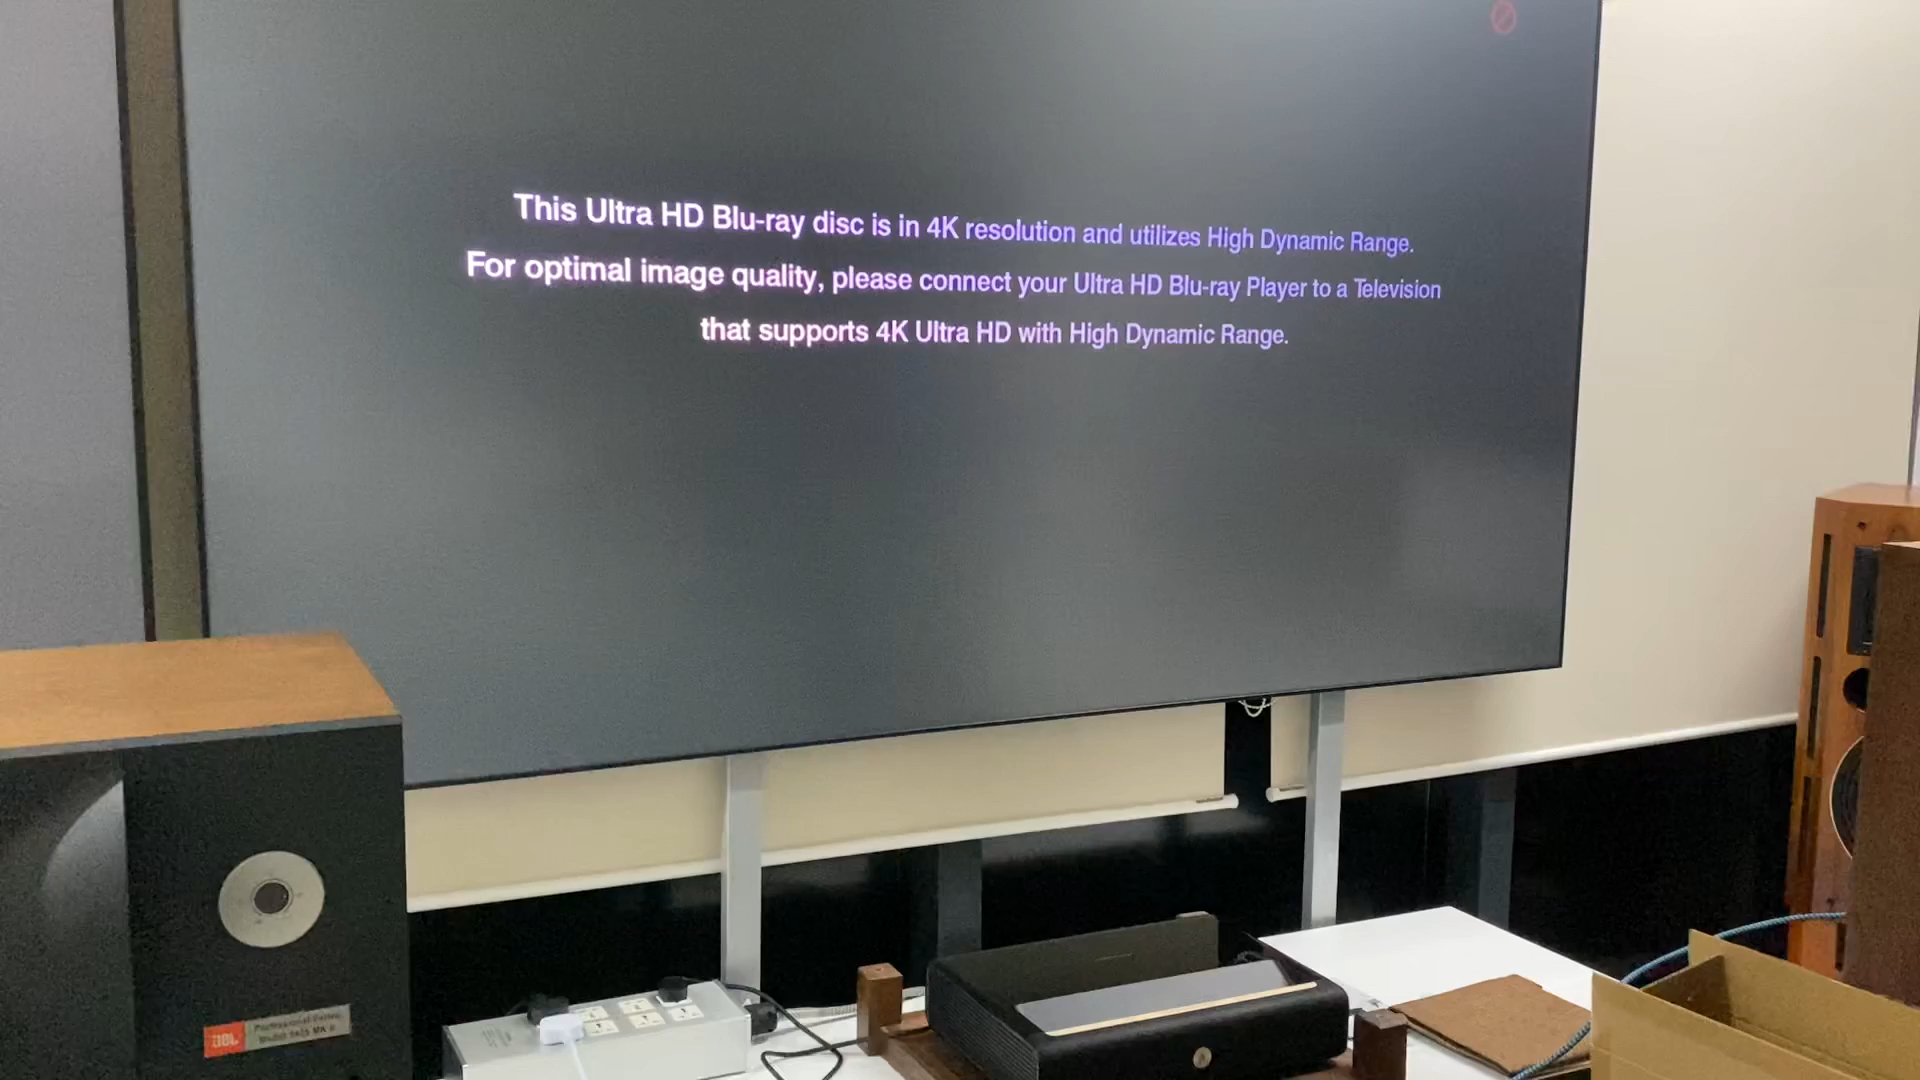 This Ultra HD Blu-ray disc is in 4K resolution and utilizes High Dynamic Range.
For optimal image quality, please connect your Ultra HD Blu-ray Player to a Television
that supports 4K Ultra HD with High Dynamic Range.
JBL
Professional Series